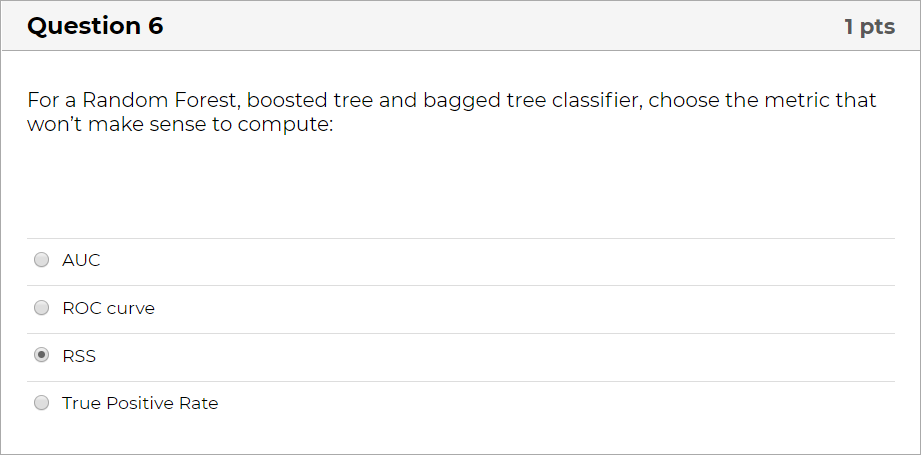 Question 6
1 pts
For a Random Forest, boosted tree and bagged tree classifier, choose the metric that
won’t make sense to compute:
AUC
ROC curve
RSS
True Positive Rate